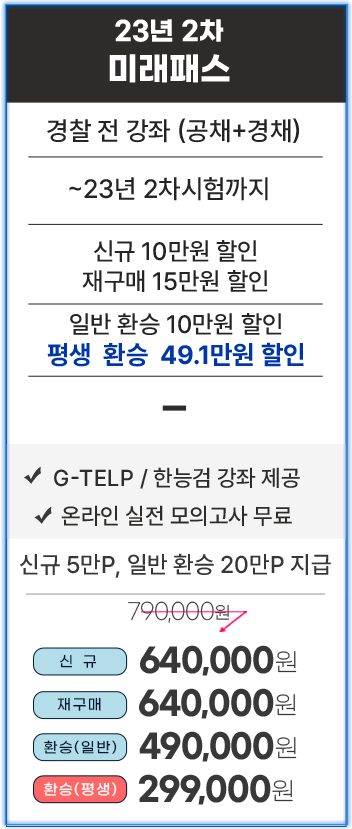 23년 2차
미래패스
경찰 전 강좌 (공채+경채)
~23년 2차시험까지
신규 10만원 할인
재구매 15만원 할인
일반 환승 10만원 할인
평생 환승 49.1만원 할인
–
✓ G-TELP / 한능검 강좌 제공
✓ 온라인 실전 모의고사 무료
신규 5만P, 일반 환승 20만P 지급
790,000원
신 규 640,000원
재구매 640,000원
환승(일반) 490,000원
환승(평생) 299,000원